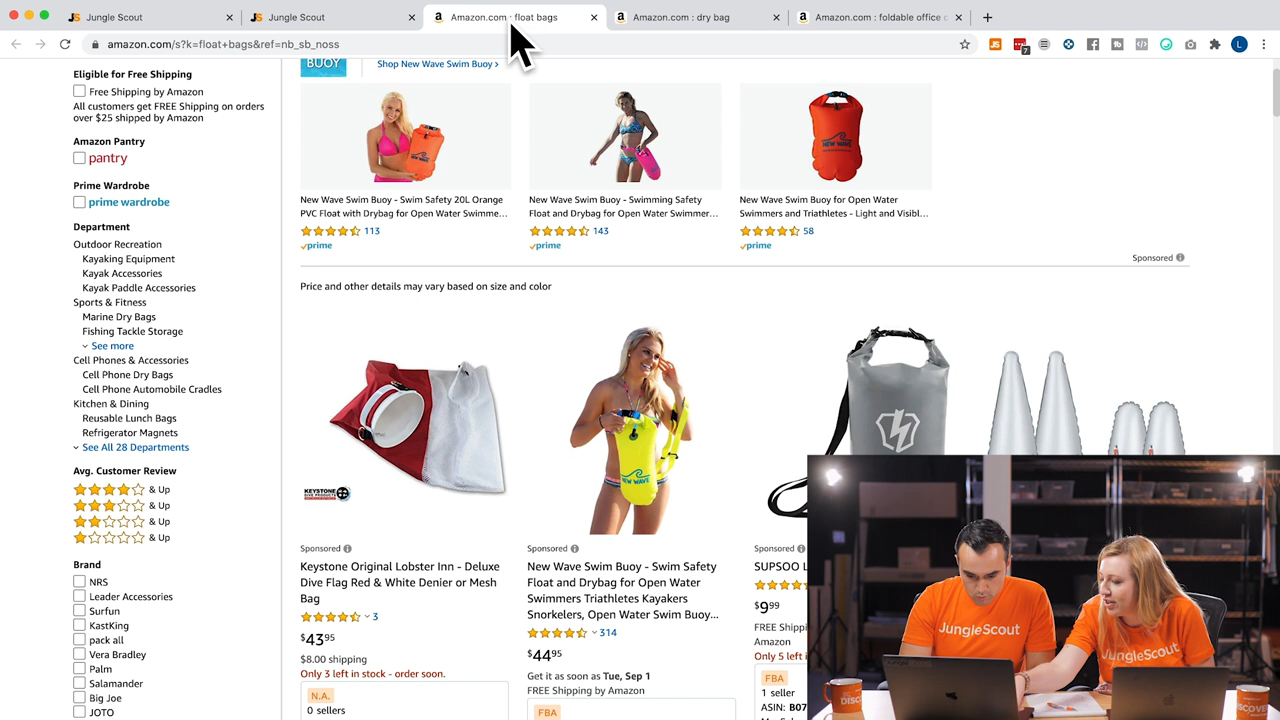 Jungle Scout
Jungle Scout
Amazon.com : float bags
Amazon.com : dry bag
Amazon.com : foldable office c
amazon.com/s?k=float+bags&ref=nb_sb_noss
7
L
Eligible for Free Shipping
Free Shipping by Amazon
All customers get FREE Shipping on orders
over $25 shipped by Amazon
Amazon Pantry
pantry
Prime Wardrobe
prime wardrobe
Department
Outdoor Recreation
Kayaking Equipment
Kayak Accessories
Kayak Paddle Accessories
Sports & Fitness
Marine Dry Bags
Fishing Tackle Storage
See more
Cell Phones & Accessories
Cell Phone Dry Bags
Cell Phone Automobile Cradles
Kitchen & Dining
Reusable Lunch Bags
Refrigerator Magnets
See All 28 Departments
Avg. Customer Review
& Up
& Up
& Up
& Up
Brand
NRS
Leader Accessories
Surfun
KastKing
pack all
Vera Bradley
Palm
Salamander
Big Joe
JOTO
BUOY
Shop New Wave Swim Buoy ›
New Wave Swim Buoy - Swim Safety 20L Orange
PVC Float with Drybag for Open Water Swimme...
113
prime
New Wave Swim Buoy - Swimming Safety
Float and Drybag for Open Water Swimmer...
143
prime
NEW WAVE
New Wave Swim Buoy for Open Water
Swimmers and Triathletes - Light and Visibl...
58
prime
Sponsored
Price and other details may vary based on size and color
KEYSTONE
Sponsored
Keystone Original Lobster Inn - Deluxe
Dive Flag Red & White Denier or Mesh
Bag
3
$43 95
$8.00 shipping
Only 3 left in stock - order soon.
N.A.
0 sellers
NEW WAVE
Sponsored
New Wave Swim Buoy - Swim Safety
Float and Drybag for Open Water
Swimmers Triathletes Kayakers
Snorkelers, Open Water Swim Buoy...
314
$44 95
Get it as soon as Tue, Sep 1
FREE Shipping by Amazon
FBA
Sponsored
SUPSOO L
$9 99
FREE Shippi
Amazon
Only 5 left i
FBA
1 seller
ASIN: B07
JungleScout
JungleScout